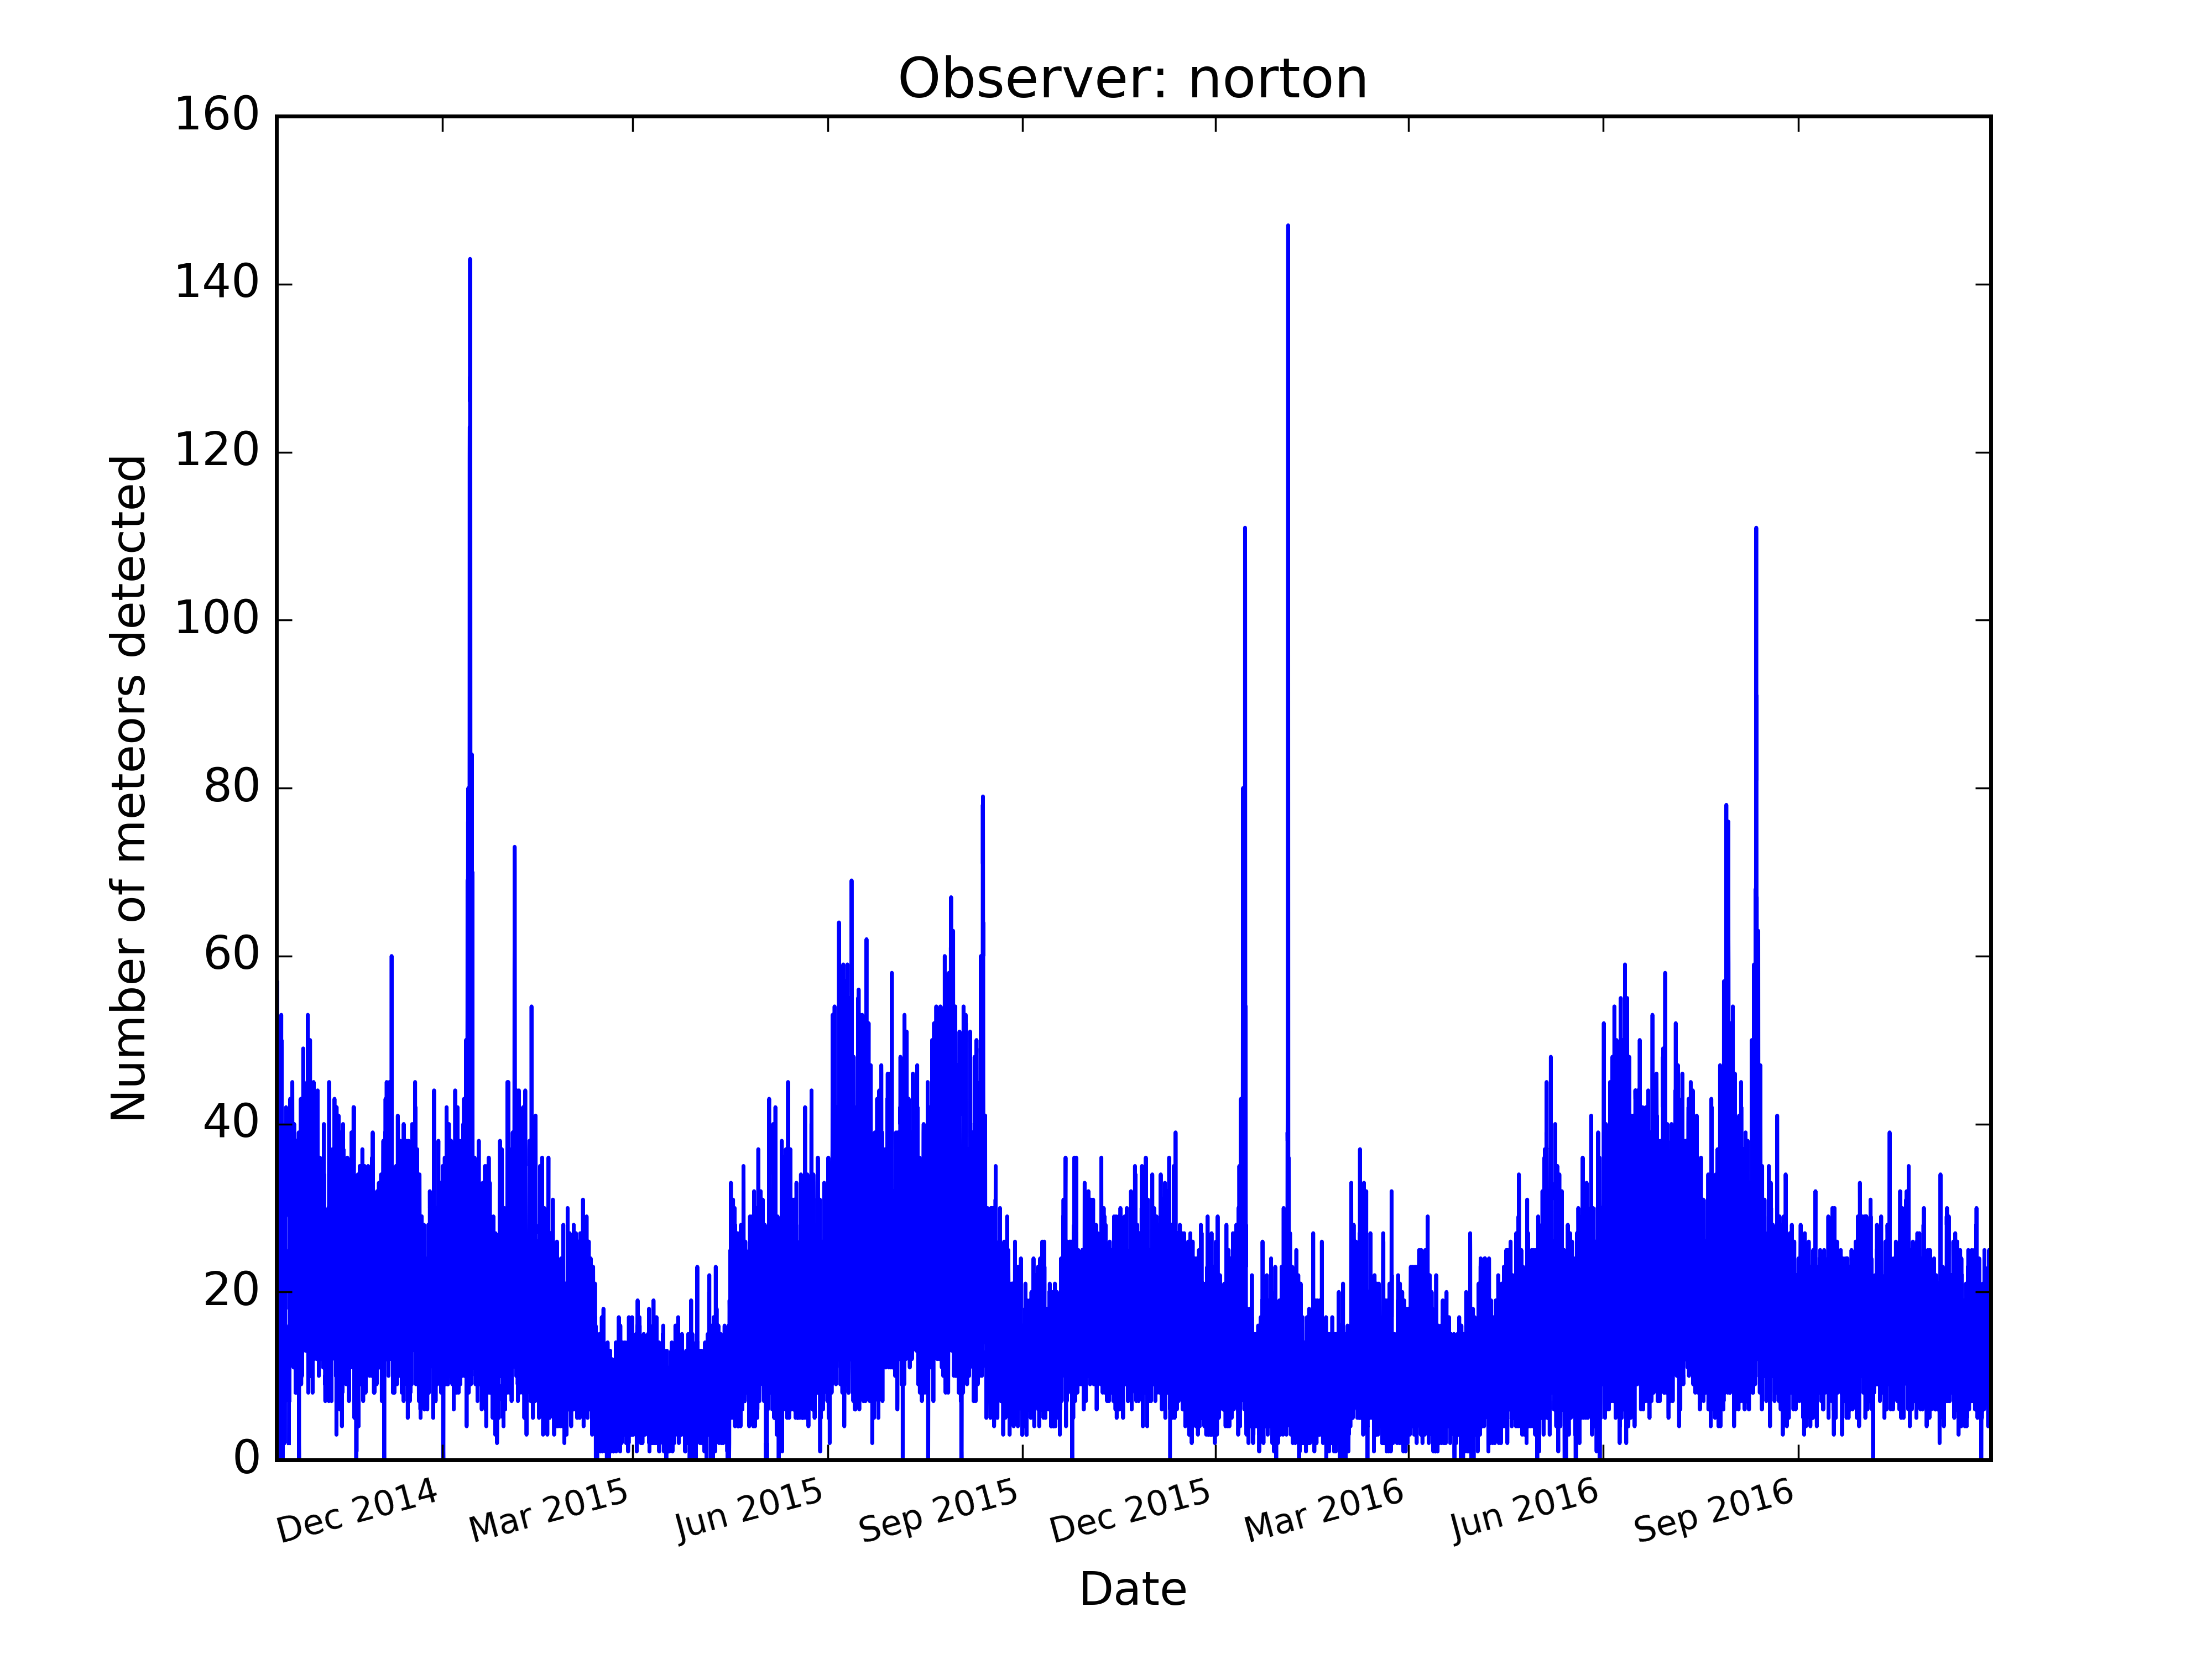 Observer: norton
160
140
120
100
80
60
40
20
0
Number of meteors detected
Dec 2014
Mar 2015
Jun 2015
Sep 2015
Dec 2015
Mar 2016
Jun 2016
Sep 2016
Date